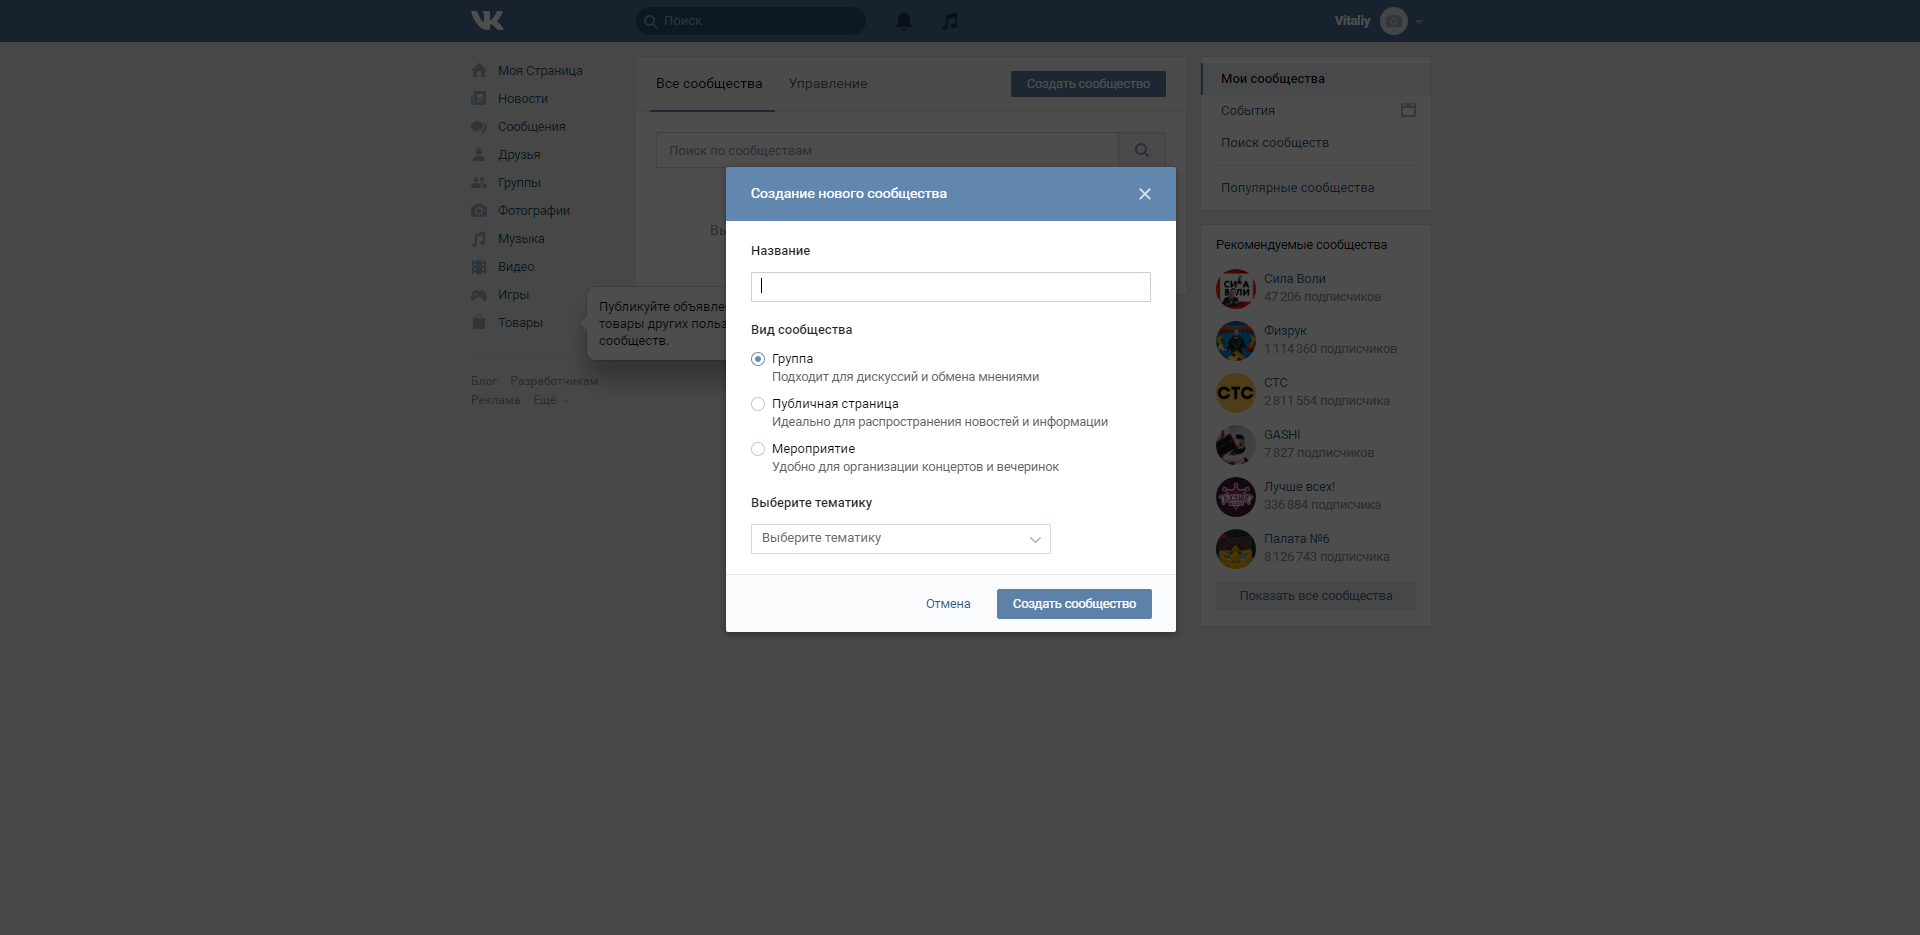 VK
Поиск
Vitaliy
Моя Страница
Новости
Сообщения
Друзья
Группы
Фотографии
Музыка
Видео
Игры
Товары
Блог Разработчикам
Реклама Ещё
Публикуйте
товары других
сообществ.
Все сообщества Управление Создать сообщество
Поиск по сообществам
Создание нового сообщества
Название
Вид сообщества
Группа
Подходит для дискуссий и обмена мнениями
Публичная страница
Идеально для распространения новостей и информации
Мероприятие
Удобно для организации концертов и вечеринок
Выберите тематику
Выберите тематику
Отмена Создать сообщество
Мои сообщества
События
Поиск сообществ
Популярные сообщества
Рекомендуемые сообщества
СИЛА
ВОЛИ
Сила Воли
47 206 подписчиков
Физрук
1 114 360 подписчиков
СТС
СТС
2 811 554 подписчика
GASHI
7 827 подписчиков
Лучше всех!
336 884 подписчика
Палата №6
8 126 743 подписчика
Показать все сообщества